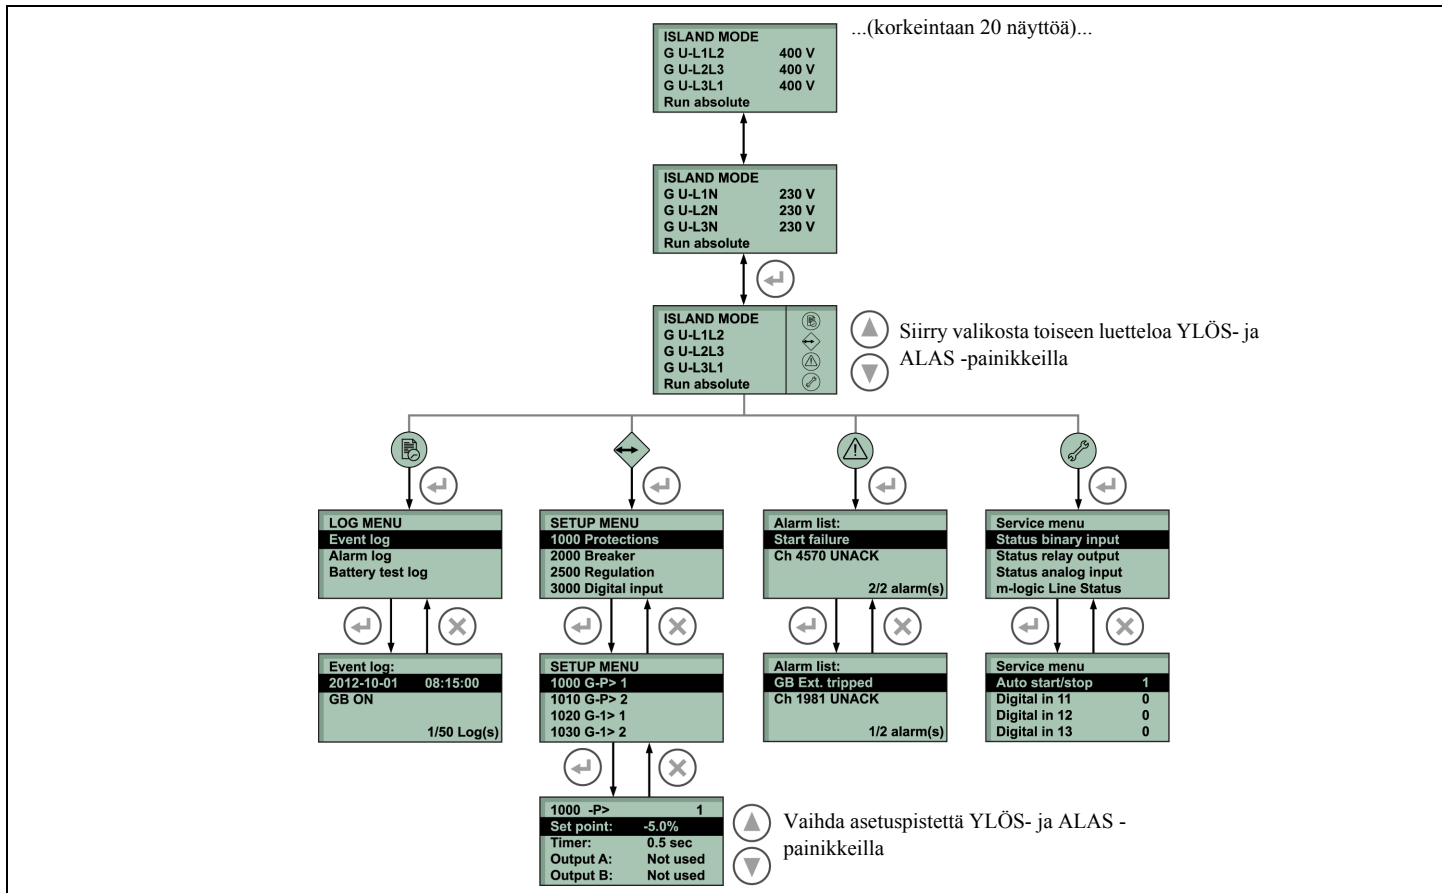 ISLAND MODE
G U-L1L2 400 V
G U-L2L3 400 V
G U-L3L1 400 V
Run absolute
...(korkeintaan 20 näyttöä)...
ISLAND MODE
G U-L1N 230 V
G U-L2N 230 V
G U-L3N 230 V
Run absolute
ISLAND MODE
G U-L1L2
G U-L2L3
G U-L3L1
Run absolute
Siirry valikosta toiseen luetteloa YLÖS- ja
ALAS -painikkeilla
LOG MENU
Event log
Alarm log
Battery test log
SETUP MENU
1000 Protections
2000 Breaker
2500 Regulation
3000 Digital input
Alarm list:
Start failure
Ch 4570 UNACK
2/2 alarm(s)
Service menu
Status binary input
Status relay output
Status analog input
m-logic Line Status
Event log:
2012-10-01 08:15:00
GB ON
1/50 Log(s)
SETUP MENU
1000 G-P> 1
1010 G-P> 2
1020 G-1> 1
1030 G-1> 2
Alarm list:
GB Ext. tripped
Ch 1981 UNACK
1/2 alarm(s)
Service menu
Auto start/stop 1
Digital in 11 0
Digital in 12 0
Digital in 13 0
1000 -P> 1
Set point: -5.0%
Timer: 0.5 sec
Output A: Not used
Output B: Not used
Vaihda asetuspistettä YLÖS- ja ALAS -
painikkeilla